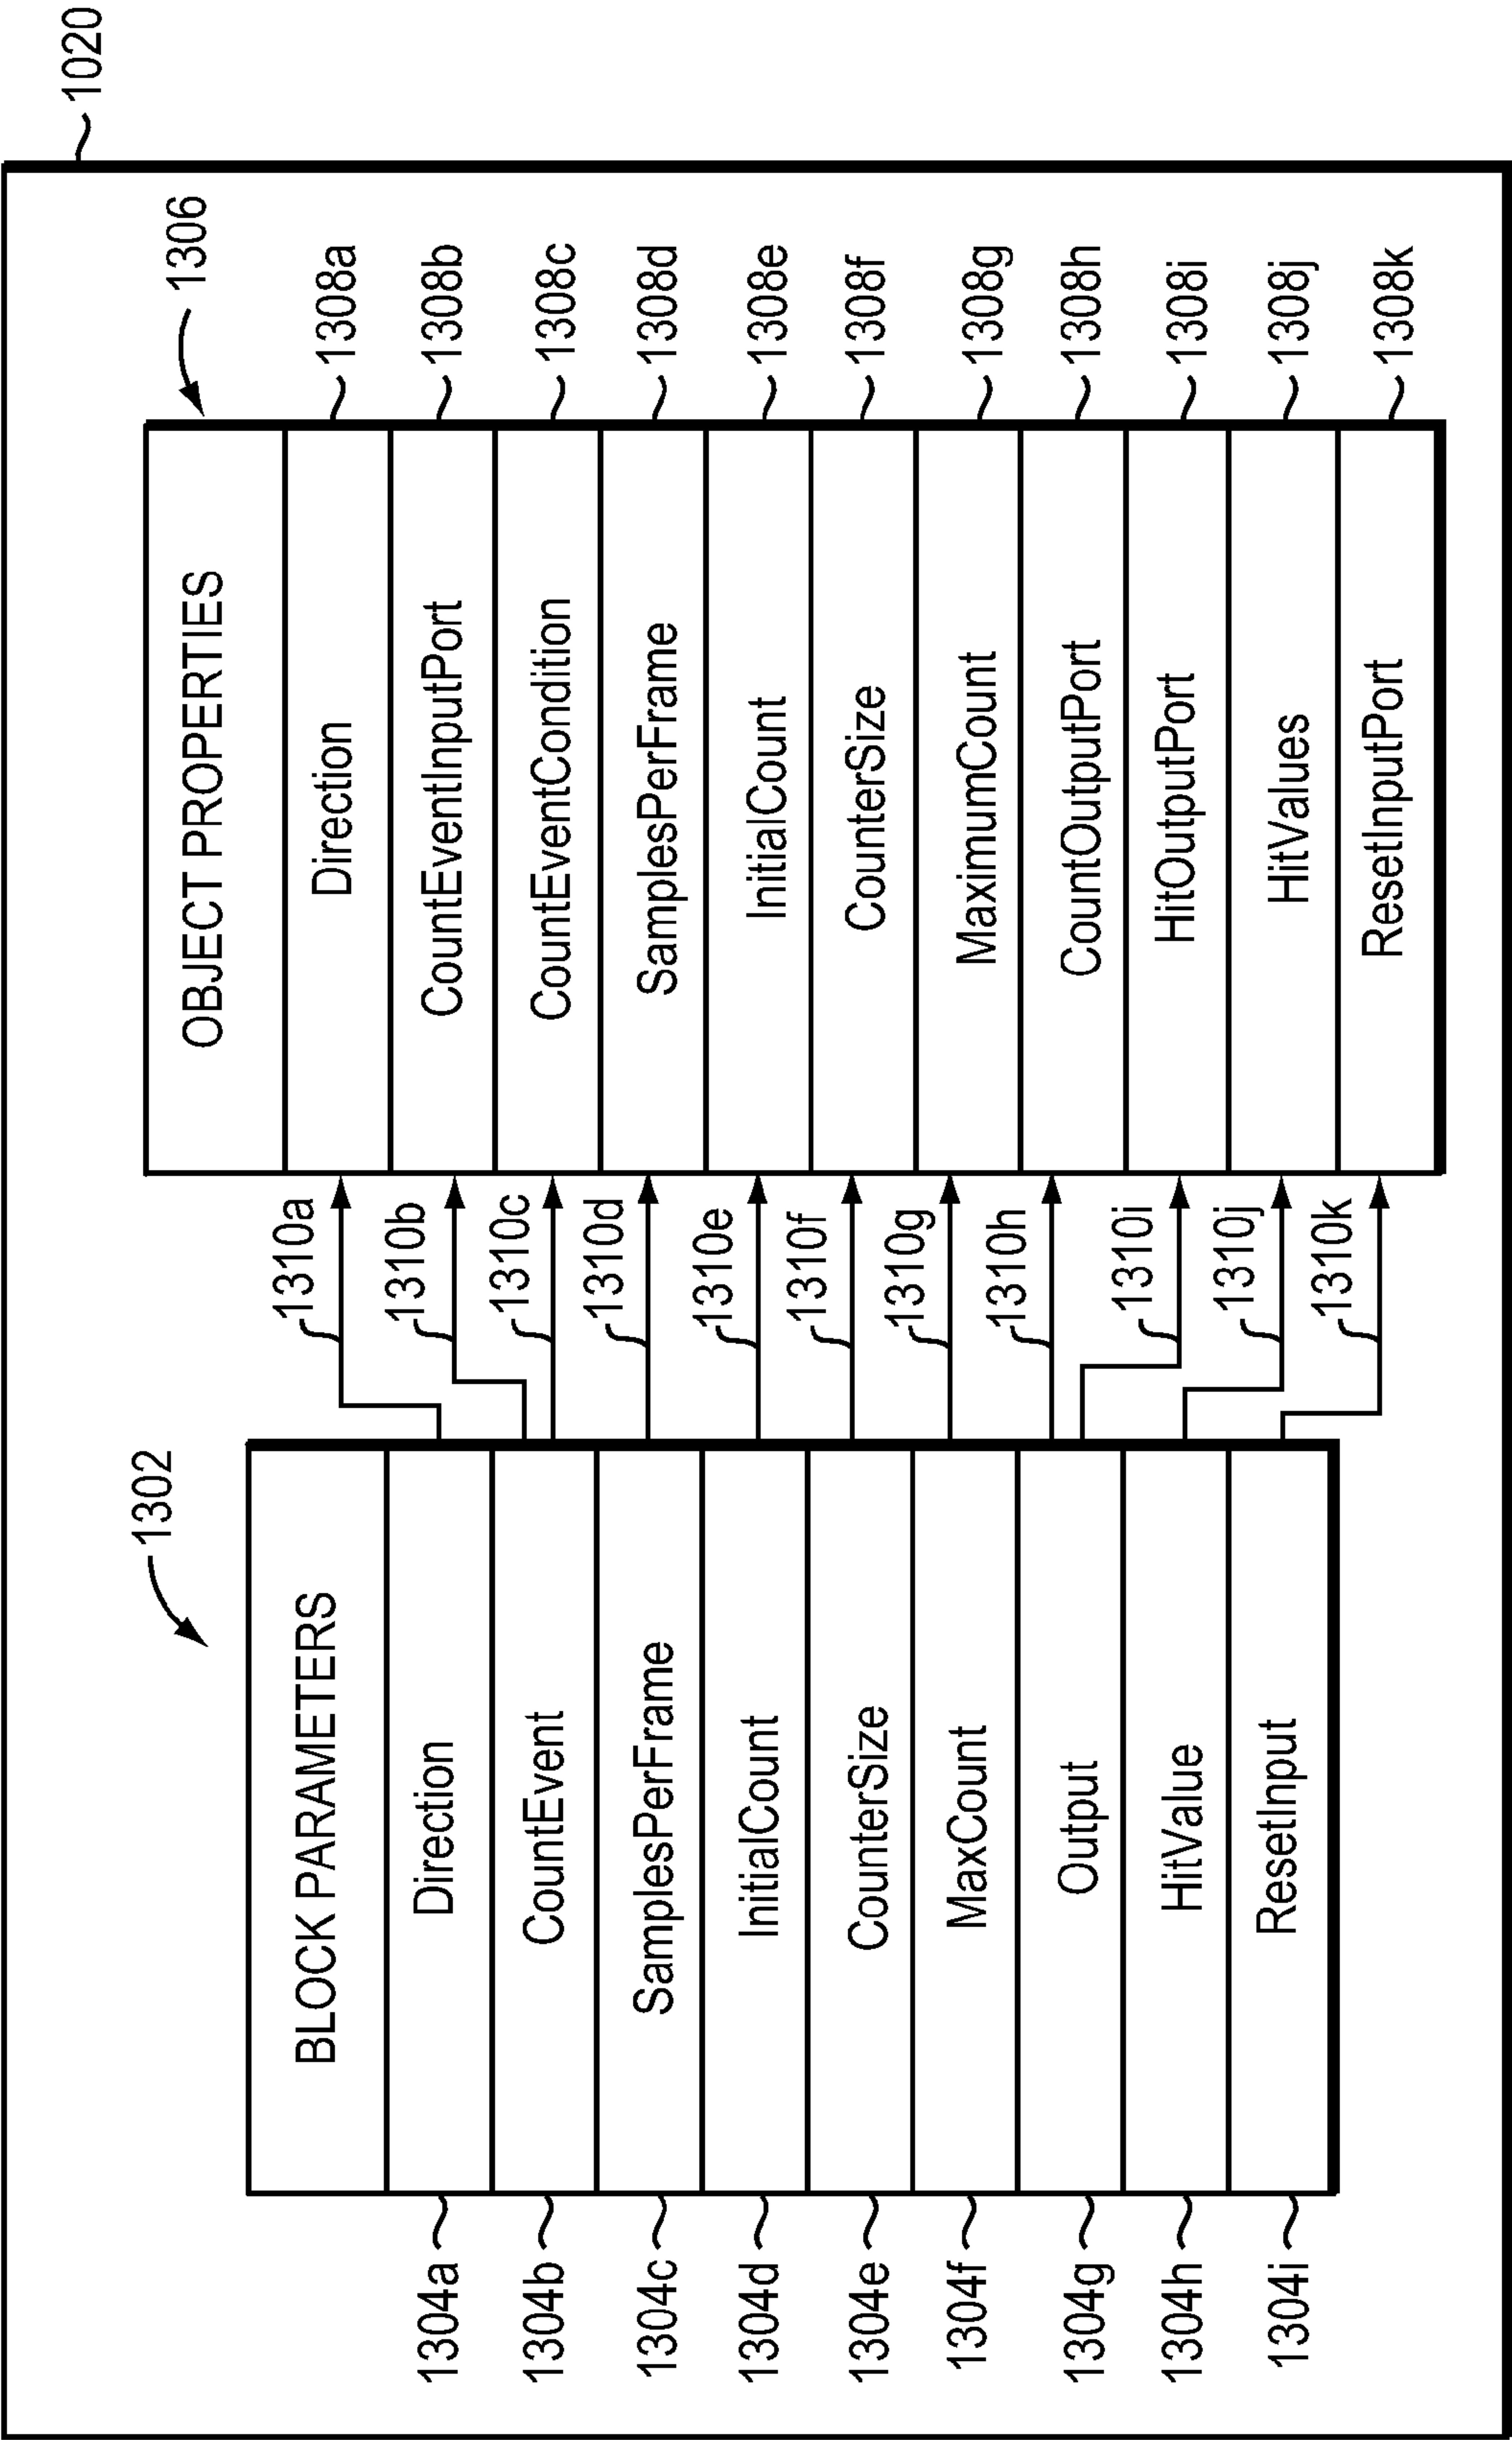 1020
1302
1306
BLOCK PARAMETERS
1304a
Direction
1304b
CountEvent
1304c
SamplesPerFrame
1304d
InitialCount
1304e
CounterSize
1304f
MaxCount
1304g
Output
1304h
HitValue
1304i
ResetInput
1310a
1310b
1310c
1310d
1310e
1310f
1310g
1310h
1310i
1310j
1310k
OBJECT PROPERTIES
Direction
1308a
CountEventInputPort
1308b
CountEventCondition
1308c
SamplesPerFrame
1308d
InitialCount
1308e
CounterSize
1308f
MaximumCount
1308g
CountOutputPort
1308h
HitOutputPort
1308i
HitValues
1308j
ResetInputPort
1308k